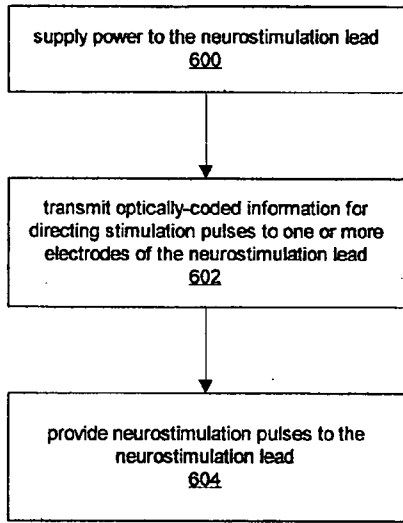 supply power to the neurostimulation lead
600
transmit optically-coded information for
directing stimulation pulses to one or more
electrodes of the neurostimulation lead
602
provide neurostimulation pulses to the
neurostimulation lead
604